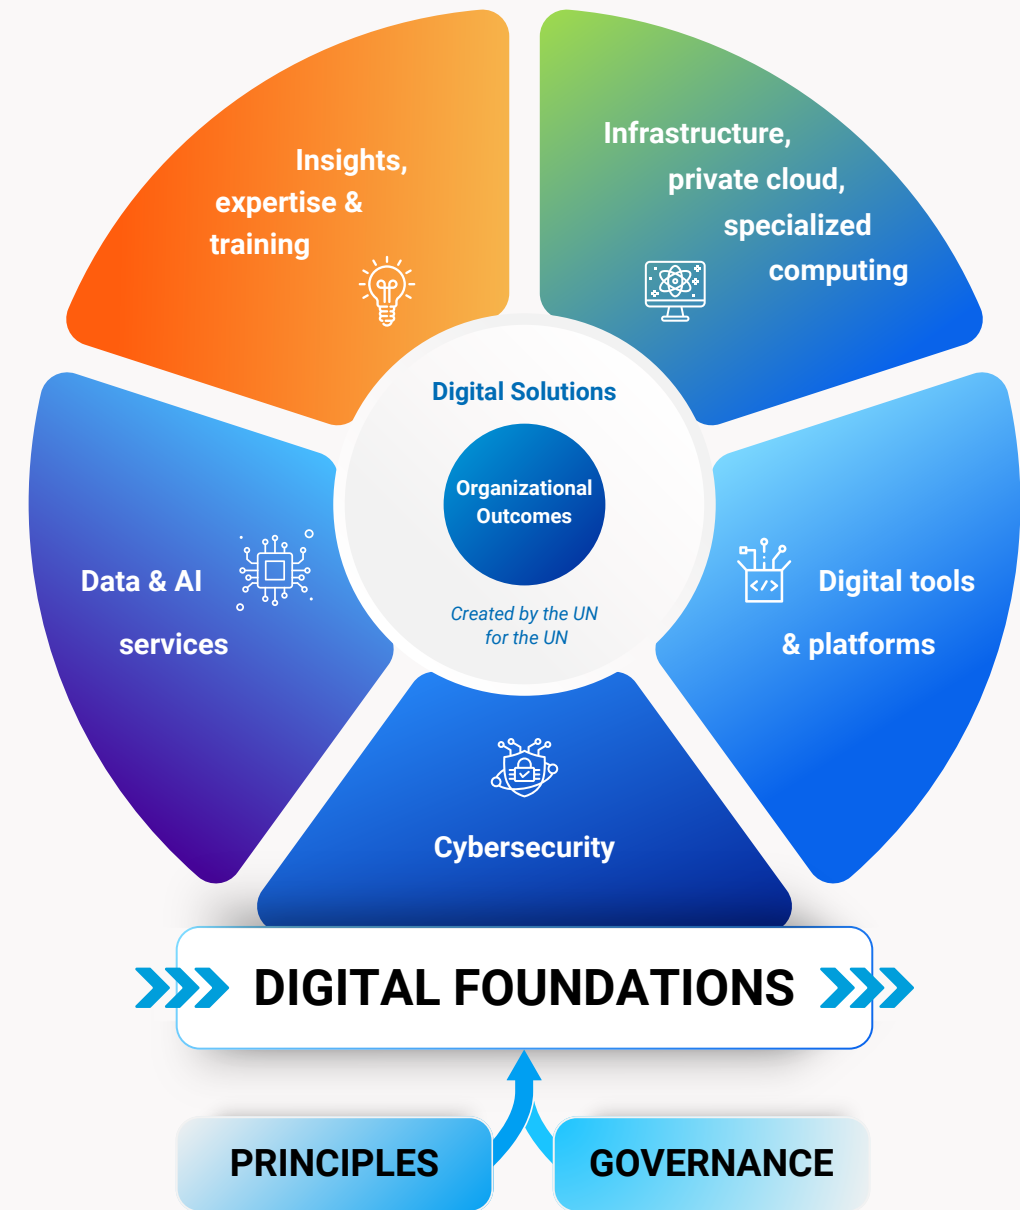 Insights,
expertise &
training
Infrastructure,
private cloud,
specialized
computing
Digital Solutions
Organizational
Outcomes
Created by the UN
for the UN
Data & AI
services
Digital tools
& platforms
Cybersecurity
DIGITAL FOUNDATIONS
PRINCIPLES
GOVERNANCE